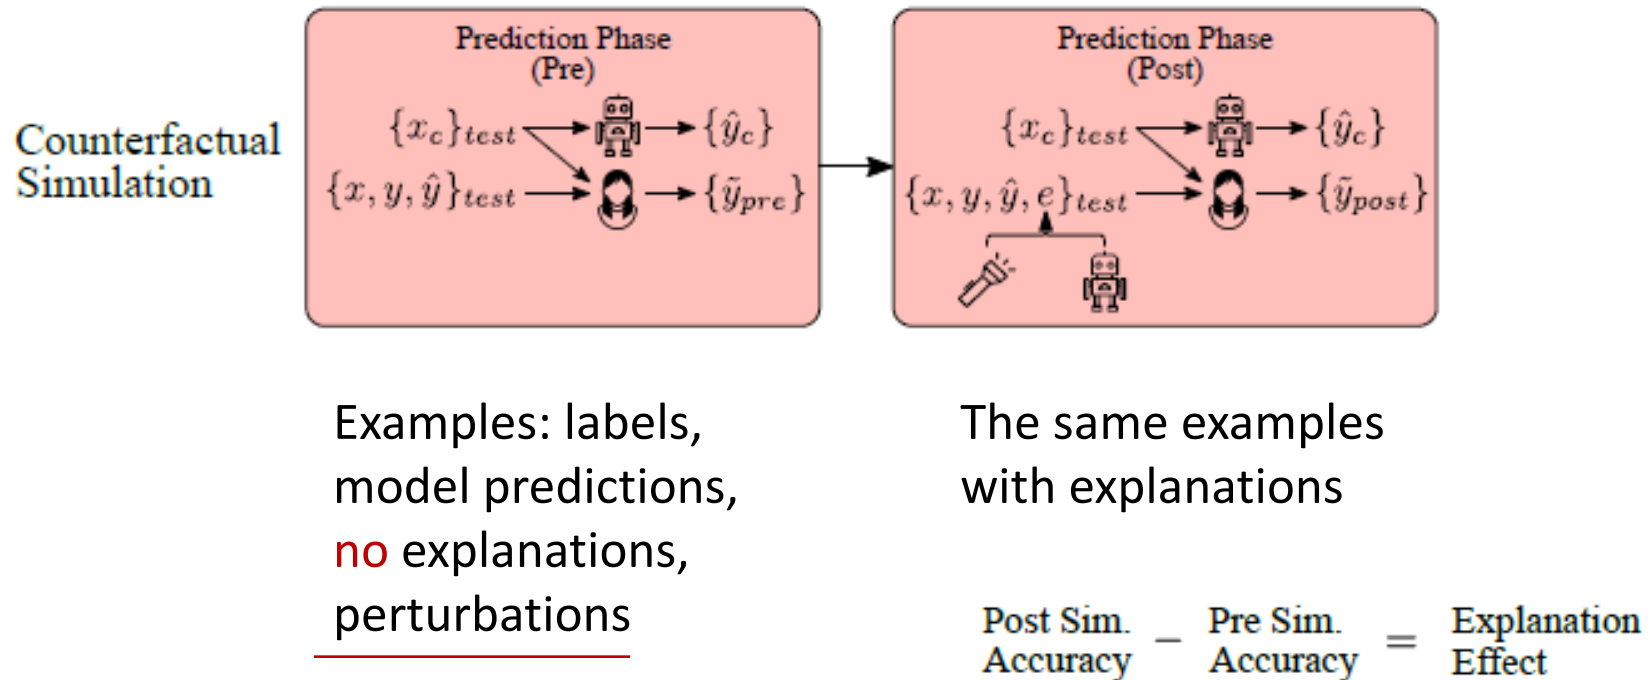 Counterfactual
Simulation
Prediction Phase
(Pre)
{x_c}_test
{ŷ_c}
{x, y, ŷ}_test
{ỹ_pre}
Prediction Phase
(Post)
{x_c}_test
{ŷ_c}
{x, y, ŷ, e}_test
{ỹ_post}
Examples: labels,
model predictions,
no explanations,
perturbations
The same examples
with explanations
Post Sim. Pre Sim. Explanation
Accuracy − Accuracy = Effect